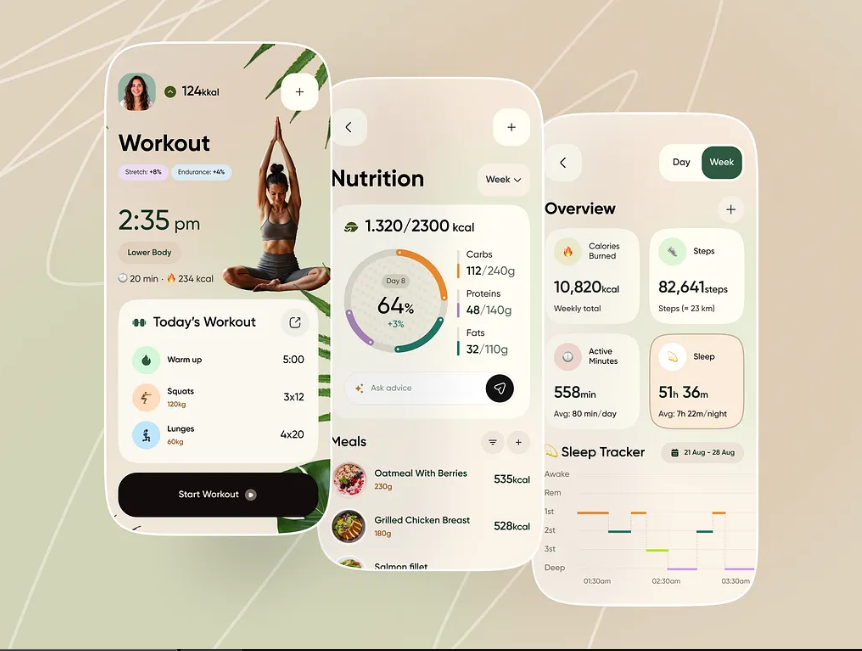 124kkal
+
Workout
Stretch: +8%
Endurance: +4%
2:35 pm
Lower Body
20 min · 234 kcal
Today's Workout
Warm up
5:00
Squats
120kg
3x12
Lunges
60kg
4x20
Start Workout
+
Nutrition
Week
1.320/2300 kcal
Day 8
64%
+3%
Carbs
112/240g
Proteins
48/140g
Fats
32/110g
Ask advice
Meals
+
Oatmeal With Berries
230g
535kcal
Grilled Chicken Breast
180g
528kcal
Salmon fillet
Day
Week
Overview
+
Calories
Burned
10,820kcal
Weekly total
Steps
82,641steps
Steps (≈ 23 km)
Active
Minutes
558min
Avg: 80 min/day
Sleep
51h 36m
Avg: 7h 22m/night
Sleep Tracker
21 Aug - 28 Aug
Awake
Rem
1st
2st
3st
Deep
01:30am
02:30am
03:30am